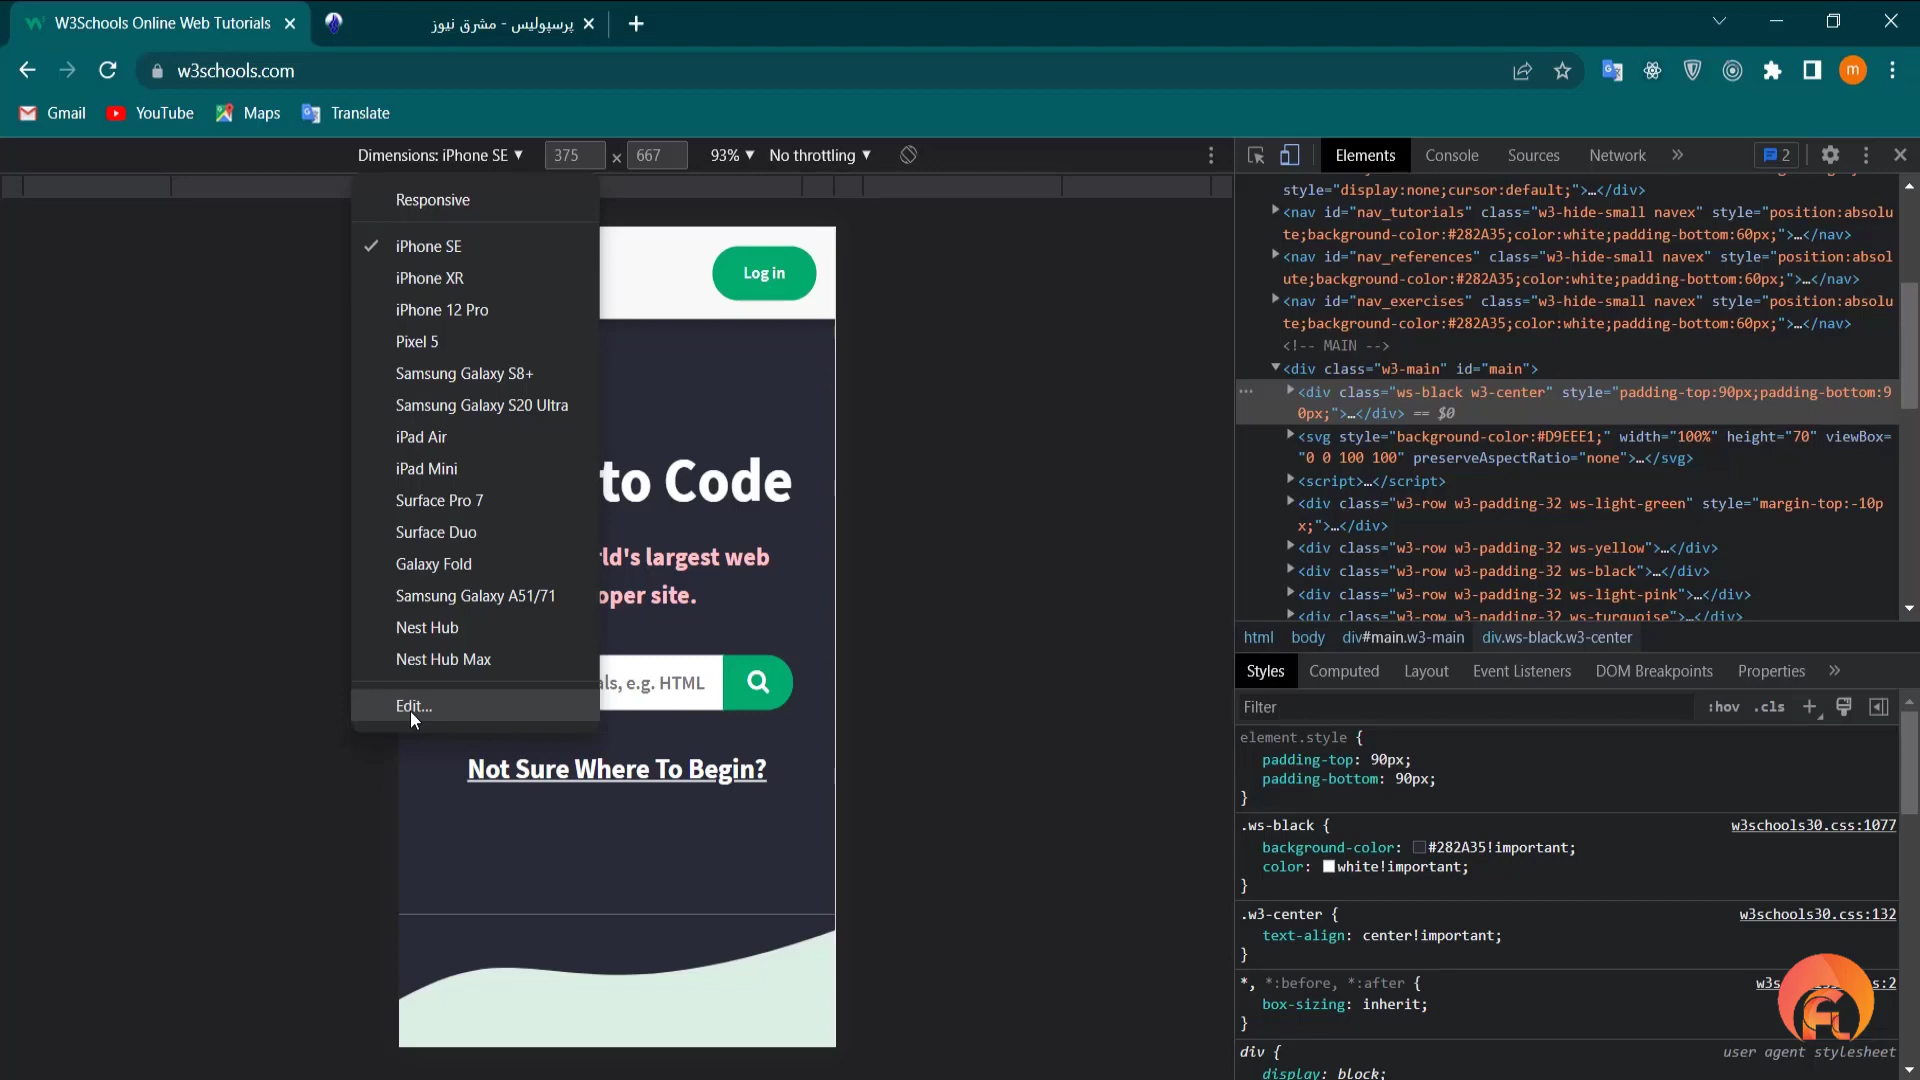 W3Schools Online Web Tutorials
پرسپولیس - مشرق نیوز
w3schools.com
m
Gmail
YouTube
Maps
Translate
Dimensions: iPhone SE
375
x
667
93%
No throttling
Elements
Console
Sources
Network
2
Responsive
iPhone SE
iPhone XR
iPhone 12 Pro
Pixel 5
Samsung Galaxy S8+
Samsung Galaxy S20 Ultra
iPad Air
iPad Mini
Surface Pro 7
Surface Duo
Galaxy Fold
Samsung Galaxy A51/71
Nest Hub
Nest Hub Max
Edit...
Log in
to Code
ld's largest web
oper site.
ls, e.g. HTML
Not Sure Where To Begin?
style="display:none;cursor:default;">…</div>
<nav id="nav_tutorials" class="w3-hide-small navex" style="position:absolu
te;background-color:#282A35;color:white;padding-bottom:60px;">…</nav>
<nav id="nav_references" class="w3-hide-small navex" style="position:absol
ute;background-color:#282A35;color:white;padding-bottom:60px;">…</nav>
<nav id="nav_exercises" class="w3-hide-small navex" style="position:absolu
te;background-color:#282A35;color:white;padding-bottom:60px;">…</nav>
<!-- MAIN -->
<div class="w3-main" id="main">
<div class="ws-black w3-center" style="padding-top:90px;padding-bottom:9
0px;">…</div> == $0
<svg style="background-color:#D9EEE1;" width="100%" height="70" viewBox=
"0 0 100 100" preserveAspectRatio="none">…</svg>
<script>…</script>
<div class="w3-row w3-padding-32 ws-light-green" style="margin-top:-10p
x;">…</div>
<div class="w3-row w3-padding-32 ws-yellow">…</div>
<div class="w3-row w3-padding-32 ws-black">…</div>
<div class="w3-row w3-padding-32 ws-light-pink">…</div>
<div class="w3-row w3-padding-32 ws-turquoise">…</div>
html body div#main.w3-main div.ws-black.w3-center
Styles
Computed
Layout
Event Listeners
DOM Breakpoints
Properties
Filter
:hov
.cls
element.style {
padding-top: 90px;
padding-bottom: 90px;
}
.ws-black {
w3schools30.css:1077
background-color: #282A35!important;
color: white!important;
}
.w3-center {
w3schools30.css:132
text-align: center!important;
}
*, *:before, *:after {
box-sizing: inherit;
}
div {
user agent stylesheet
display: block;